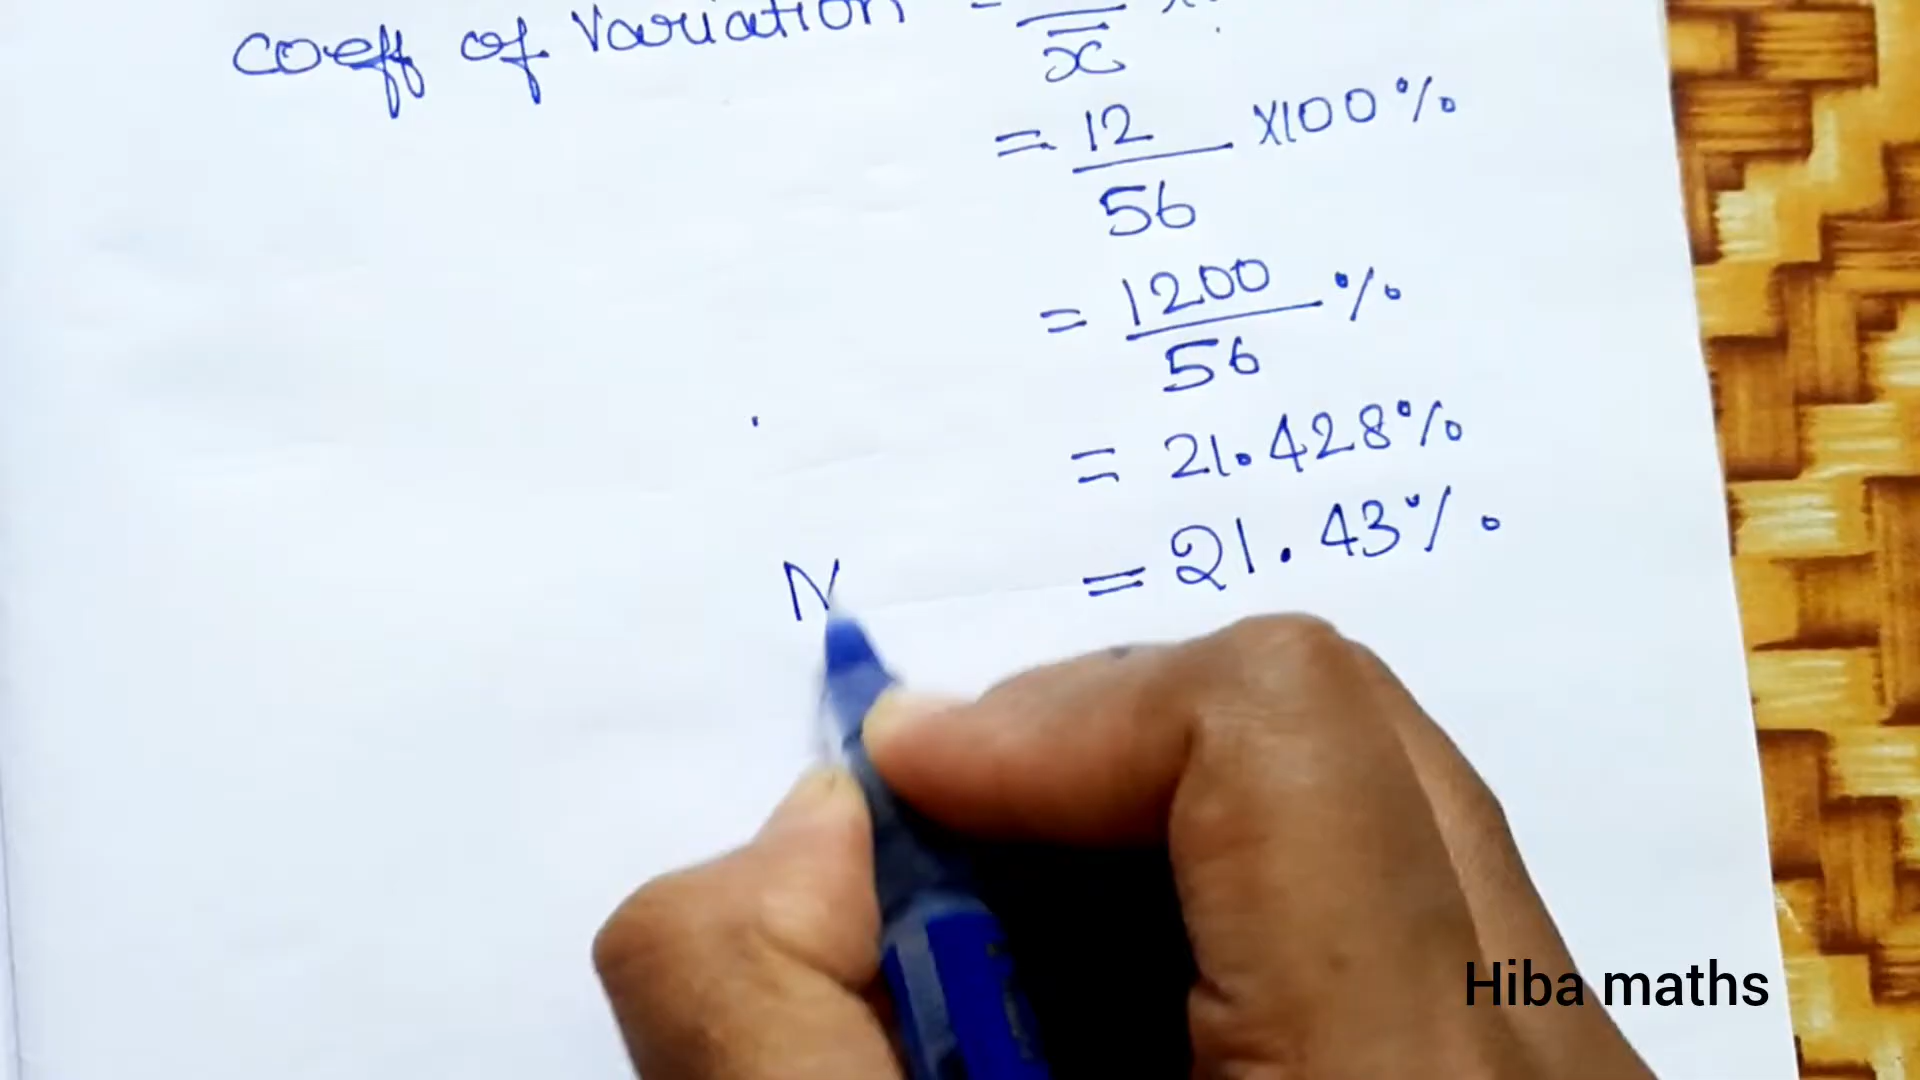 coeff of Variation
x̄
= 12/56 ×100%
= 1200/56 %
= 21.428%
= 21.43%
N
Hiba maths